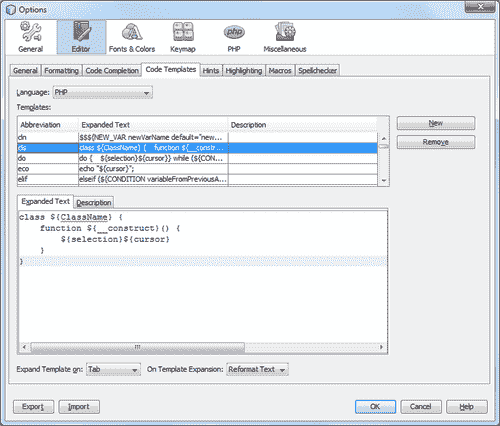 Options
General
Editor
Fonts & Colors
Keymap
php
PHP
Miscellaneous
General Formatting Code Completion Code Templates Hints Highlighting Macros Spellchecker
Language: PHP
Templates:
Abbreviation Expanded Text Description
cln $$${NEW_VAR newVarName default="new...
cls class ${ClassName} { function ${__constr...
do do { ${selection}${cursor}} while (${CON...
eco echo "${cursor}";
elif elseif (${CONDITION variableFromPreviousA...
New
Remove
Expanded Text Description
class ${ClassName} {
function ${__construct}() {
${selection}${cursor}
}
}
Expand Template on: Tab On Template Expansion: Reformat Text
Export Import OK Cancel Help